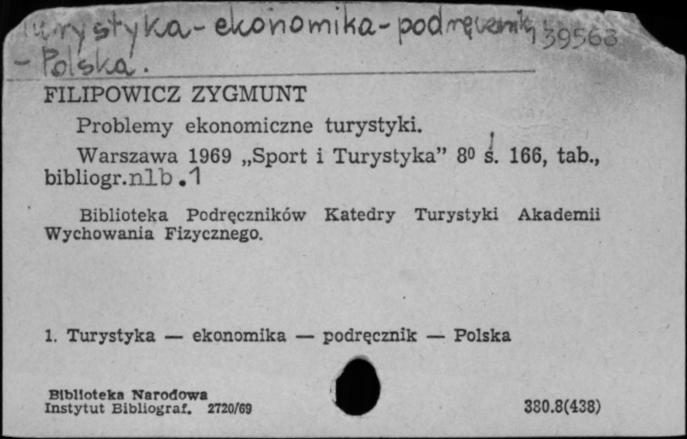 Turystyka - ekonomika - podręcznik 139563
- Polska.
FILIPOWICZ ZYGMUNT
Problemy ekonomiczne turystyki.
Warszawa 1969 „Sport i Turystyka” 8⁰ s. 166, tab.,
bibliogr. nlb. 1
Biblioteka Podręczników Katedry Turystyki Akademii
Wychowania Fizycznego.
1. Turystyka — ekonomika — podręcznik — Polska
Biblioteka Narodowa
Instytut Bibliograf. 2720/69
380.8(438)